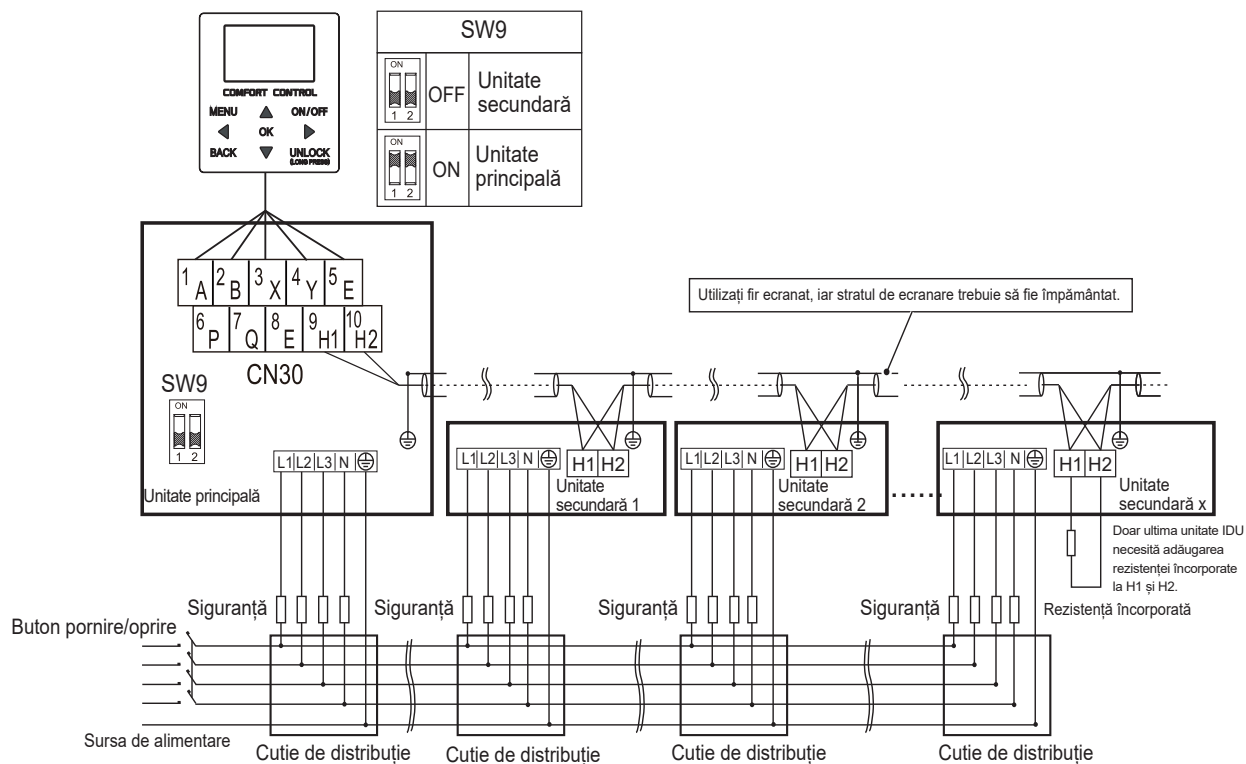 COMFORT CONTROL
MENU
ON/OFF
OK
BACK
UNLOCK
(LONG PRESS)
SW9
ON
1 2
OFF
Unitate
secundară
ON
1 2
ON
Unitate
principală
1 A 2 B 3 X 4 Y 5 E
6 P 7 Q 8 E 9 H1 10 H2
CN30
SW9
ON
1 2
Utilizați fir ecranat, iar stratul de ecranare trebuie să fie împământat.
L1 L2 L3 N
Unitate principală
L1 L2 L3 N
H1 H2
Unitate
secundară 1
L1 L2 L3 N
H1 H2
Unitate
secundară 2
L1 L2 L3 N
H1 H2
Unitate
secundară x
Doar ultima unitate IDU
necesită adăugarea
rezistenței încorporate
la H1 și H2.
Rezistență încorporată
Siguranță
Siguranță
Siguranță
Siguranță
Buton pornire/oprire
Sursa de alimentare
Cutie de distribuție
Cutie de distribuție
Cutie de distribuție
Cutie de distribuție